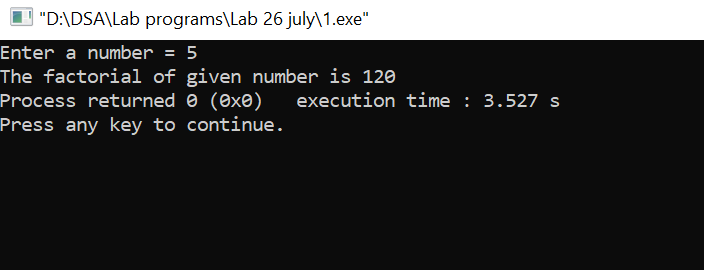 "D:\DSA\Lab programs\Lab 26 july\1.exe"
Enter a number = 5
The factorial of given number is 120
Process returned 0 (0x0)   execution time : 3.527 s
Press any key to continue.